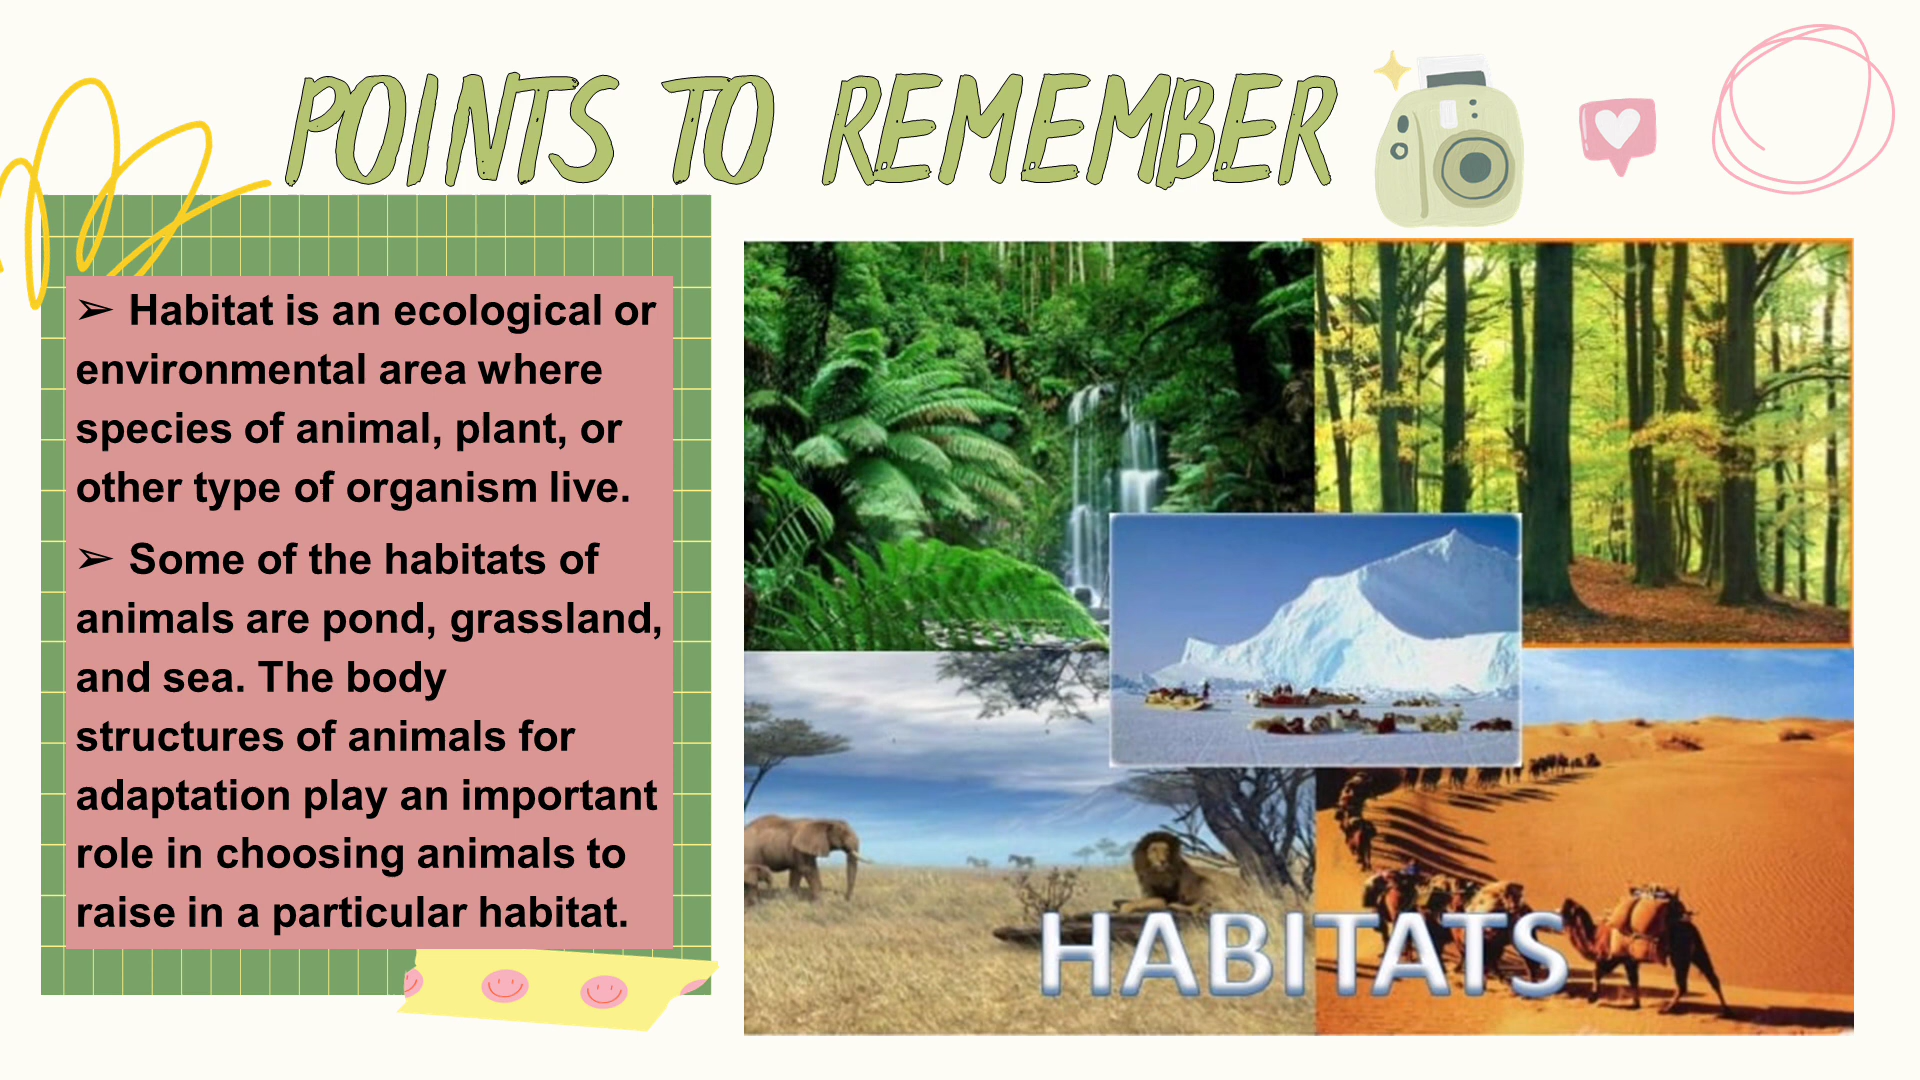 POINTS TO REMEMBER
➢ Habitat is an ecological or
environmental area where
species of animal, plant, or
other type of organism live.
➢ Some of the habitats of
animals are pond, grassland,
and sea. The body
structures of animals for
adaptation play an important
role in choosing animals to
raise in a particular habitat.
HABITATS